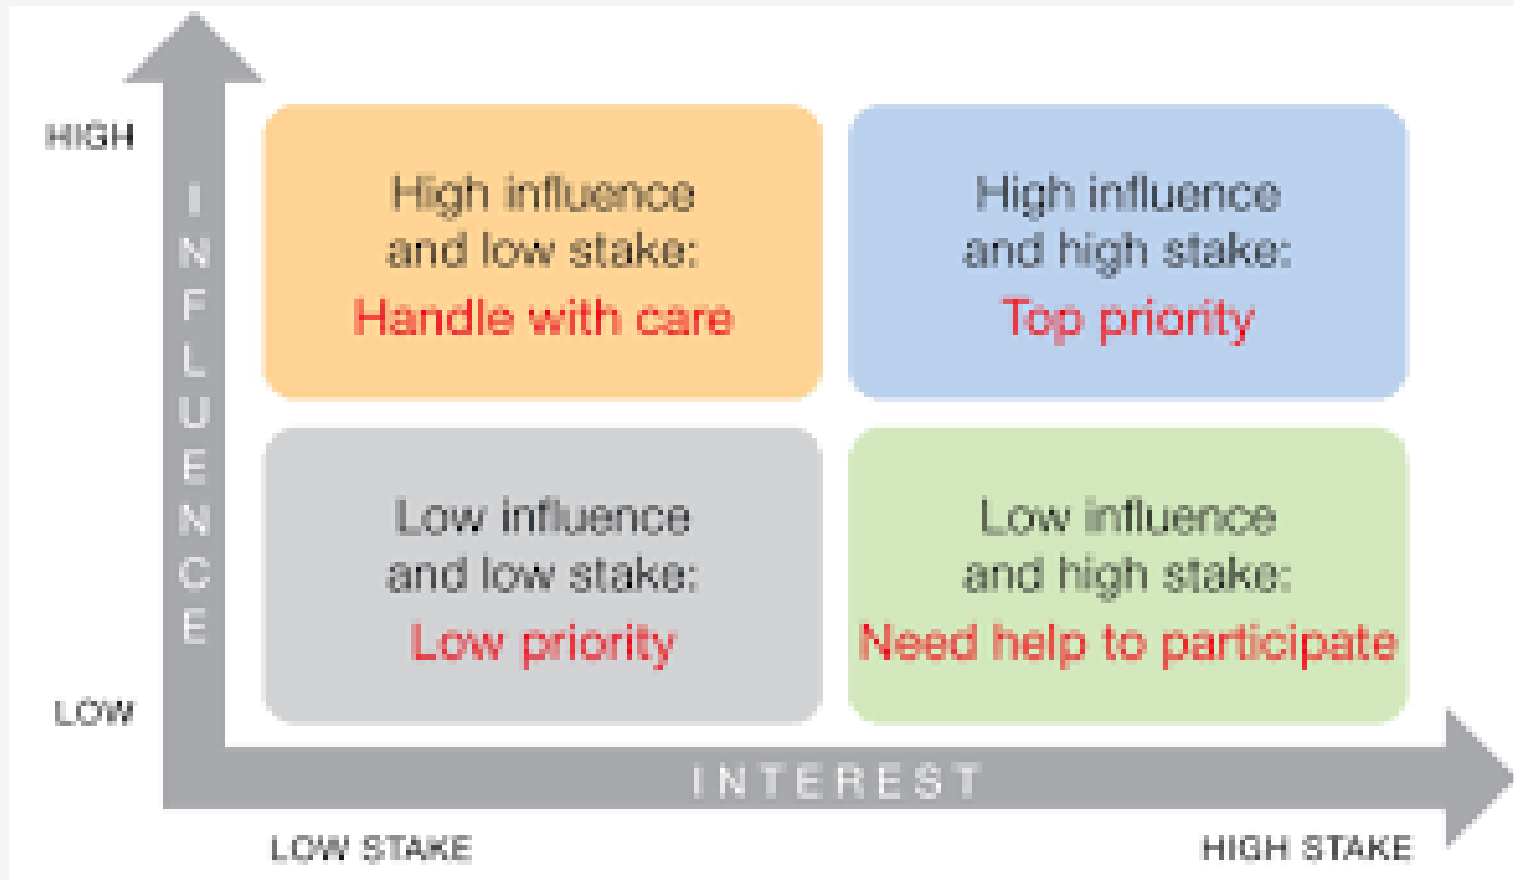 HIGH
INFLUENCE
High influence
and low stake:
Handle with care
High influence
and high stake:
Top priority
Low influence
and low stake:
Low priority
Low influence
and high stake:
Need help to participate
LOW
INTEREST
LOW STAKE
HIGH STAKE